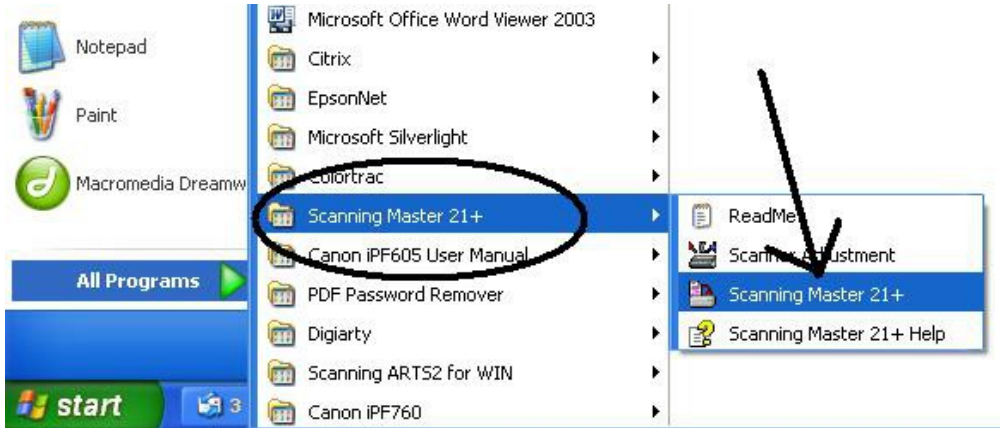 Notepad
Paint
Macromedia Dreamw
All Programs
start
3
Microsoft Office Word Viewer 2003
Citrix
EpsonNet
Microsoft Silverlight
Colortrac
Scanning Master 21+
Canon iPF605 User Manual
PDF Password Remover
Digiarty
Scanning ARTS2 for WIN
Canon iPF760
ReadMe
Scanner Adjustment
Scanning Master 21+
Scanning Master 21+ Help